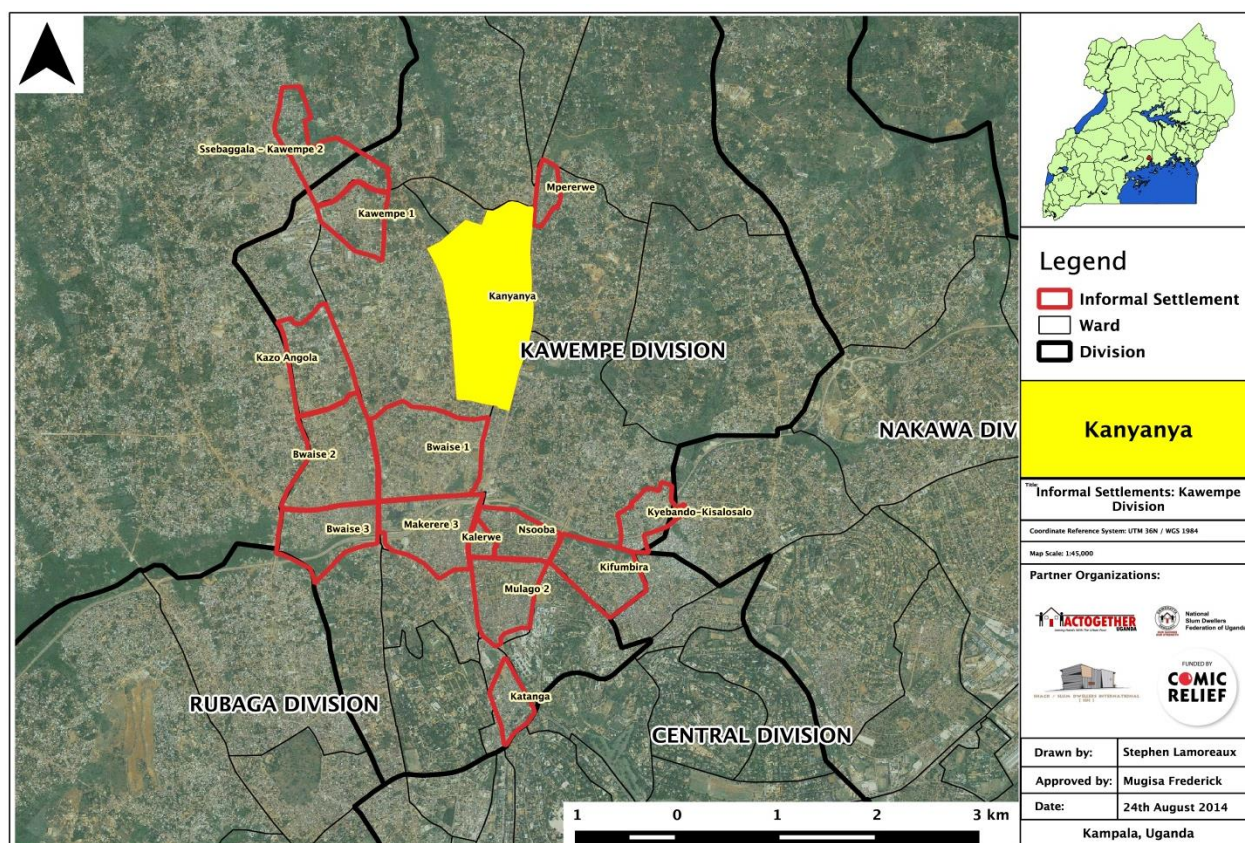 Ssebaggala - Kawempe 2
Mpererwe
Kawempe 1
Kanyanya
KAWEMPE DIVISION
Kazo Angola
Bwaise 1
Bwaise 2
NAKAWA DIV
Kyebando-Kisalosalo
Bwaise 3
Makerere 3
Nsooba
Kalerwe
Kifumbira
Mulago 2
Katanga
RUBAGA DIVISION
CENTRAL DIVISION
1 0 1 2 3 km
Legend
Informal Settlement
Ward
Division
Kanyanya
Title:
Informal Settlements: Kawempe
Division
Coordinate Reference System: UTM 36N / WGS 1984
Map Scale: 1:45,000
Partner Organizations:
ACTOGETHER
UGANDA
National
Slum Dwellers
Federation of Uganda
FUNDED BY
COMIC
RELIEF
Drawn by: Stephen Lamoreaux
Approved by: Mugisa Frederick
Date: 24th August 2014
Kampala, Uganda